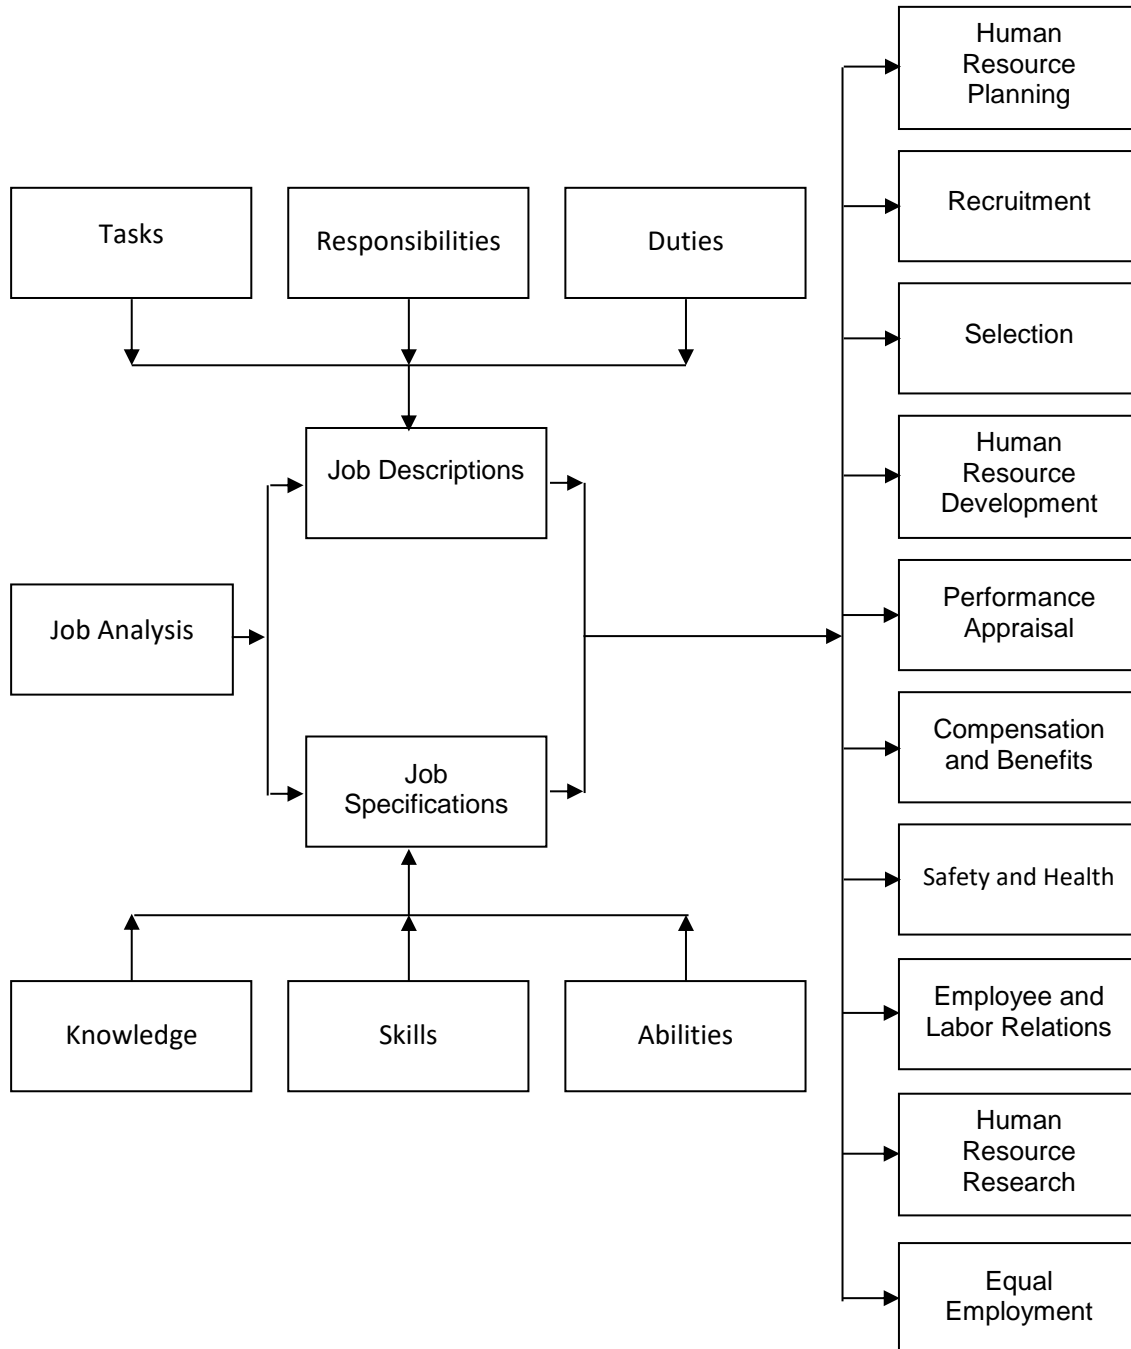 Human
Resource
Planning
Recruitment
Tasks
Responsibilities
Duties
Selection
Human
Resource
Development
Job Descriptions
Performance
Appraisal
Job Analysis
Compensation
and Benefits
Job
Specifications
Safety and Health
Employee and
Labor Relations
Knowledge
Skills
Abilities
Human
Resource
Research
Equal
Employment